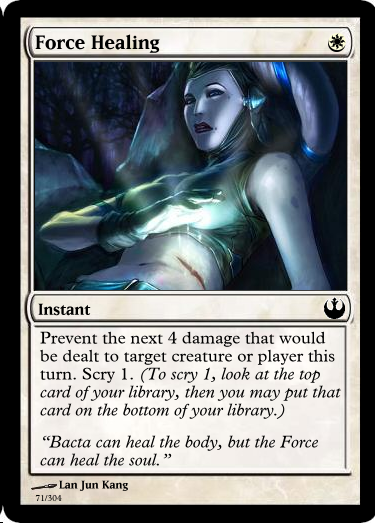 Force Healing
Instant
Prevent the next 4 damage that would
be dealt to target creature or player this
turn. Scry 1. (To scry 1, look at the top
card of your library, then you may put that
card on the bottom of your library.)
“Bacta can heal the body, but the Force
can heal the soul.”
Lan Jun Kang
71/304